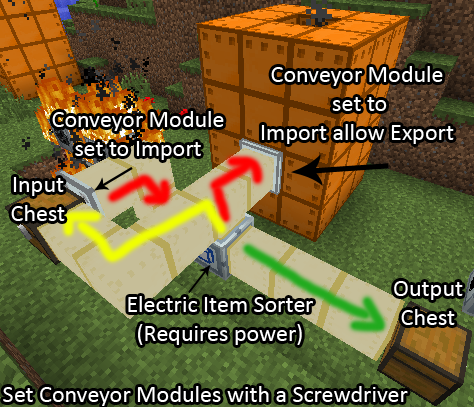 Conveyor Module
set to
Import allow Export
Conveyor Module
set to Import
Input
Chest
Electric Item Sorter
(Requires power)
Output
Chest
Set Conveyor Modules with a Screwdriver